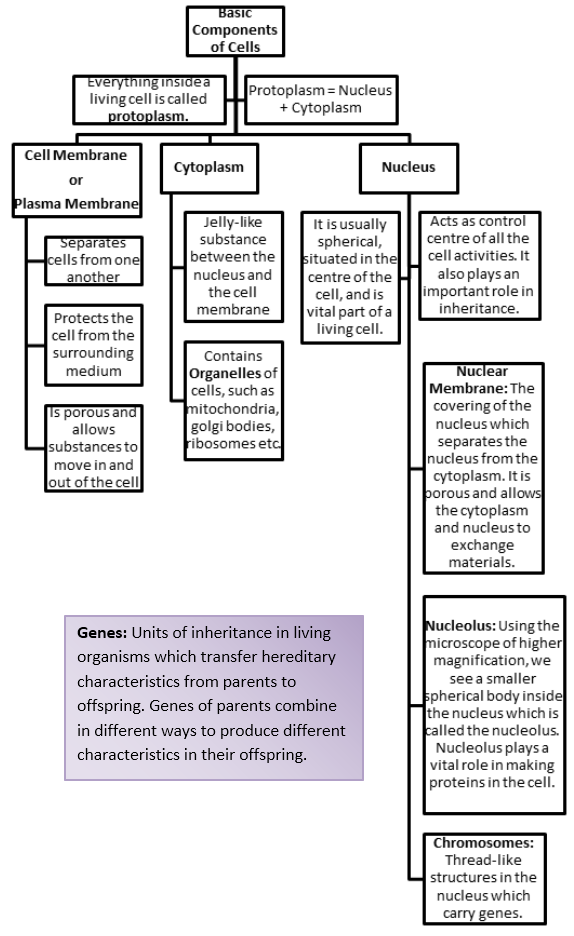 Basic
Components
of Cells
Everything inside a
living cell is called
protoplasm.
Protoplasm = Nucleus
+ Cytoplasm
Cell Membrane
or
Plasma Membrane
Separates
cells from one
another
Protects the
cell from the
surrounding
medium
Is porous and
allows
substances to
move in and
out of the cell
Cytoplasm
Jelly-like
substance
between the
nucleus and
the cell
membrane
Contains
Organelles of
cells, such as
mitochondria,
golgi bodies,
ribosomes etc.
Nucleus
It is usually
spherical,
situated in the
centre of the
cell, and is
vital part of a
living cell.
Acts as control
centre of all the
cell activities. It
also plays an
important role in
inheritance.
Nuclear
Membrane: The
covering of the
nucleus which
separates the
nucleus from the
cytoplasm. It is
porous and allows
the cytoplasm
and nucleus to
exchange
materials.
Nucleolus: Using the
microscope of higher
magnification, we
see a smaller
spherical body inside
the nucleus which is
called the nucleolus.
Nucleolus plays a
vital role in making
proteins in the cell.
Chromosomes:
Thread-like
structures in the
nucleus which
carry genes.
Genes: Units of inheritance in living
organisms which transfer hereditary
characteristics from parents to
offspring. Genes of parents combine
in different ways to produce different
characteristics in their offspring.